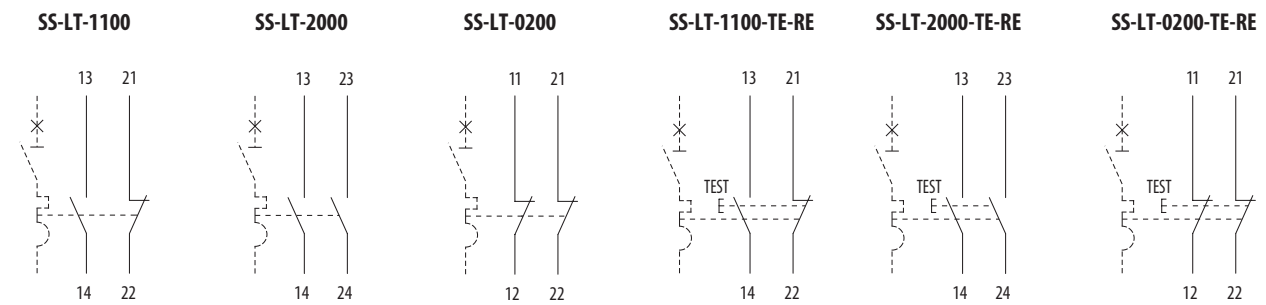 SS-LT-1100 SS-LT-2000 SS-LT-0200 SS-LT-1100-TE-RE SS-LT-2000-TE-RE SS-LT-0200-TE-RE
13 21 13 23 11 21 13 21 13 23 11 21
TEST TEST TEST
14 22 14 24 12 22 14 22 14 24 12 22